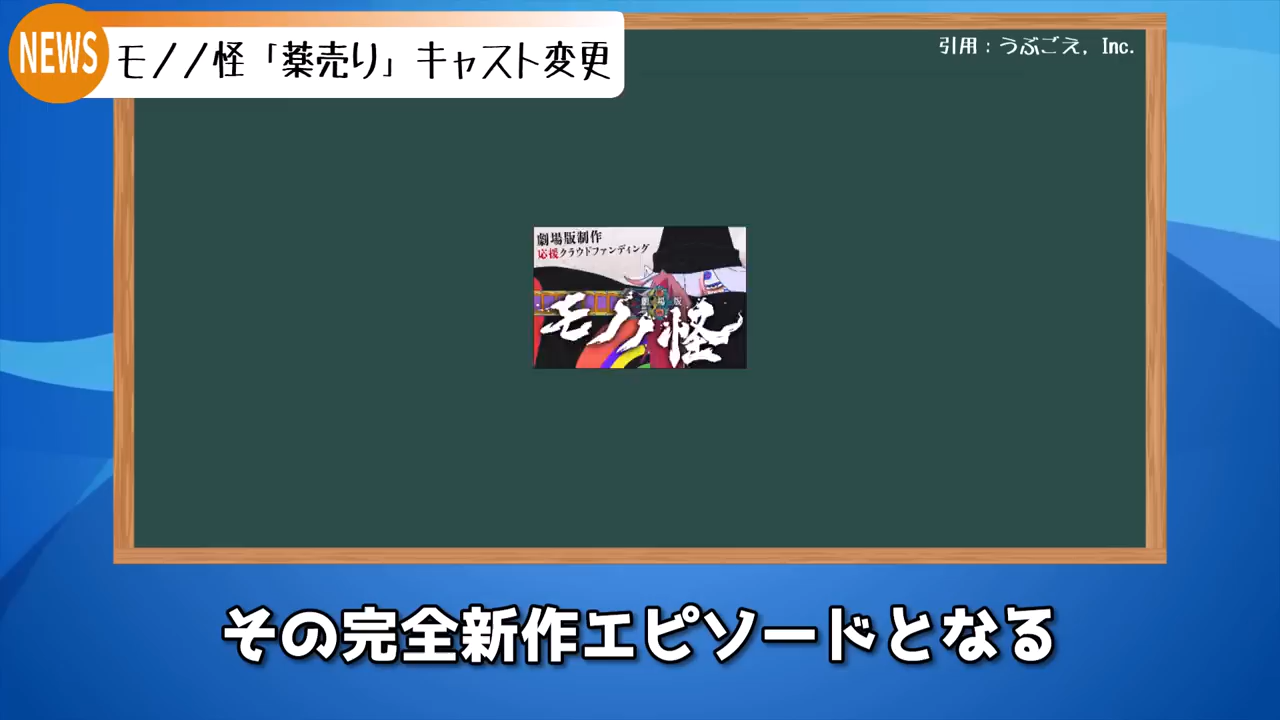 NEWS
モノノ怪「薬売り」キャスト変更
引用：うぶごえ, Inc.
劇場版制作
応援クラウドファンディング
劇場版
モノノ怪
その完全新作エピソードとなる